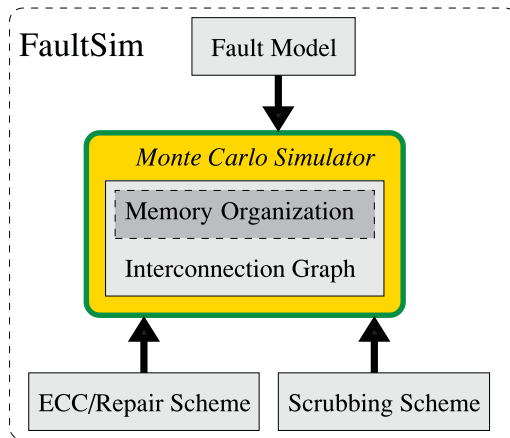 FaultSim
Fault Model
Monte Carlo Simulator
Memory Organization
Interconnection Graph
ECC/Repair Scheme
Scrubbing Scheme